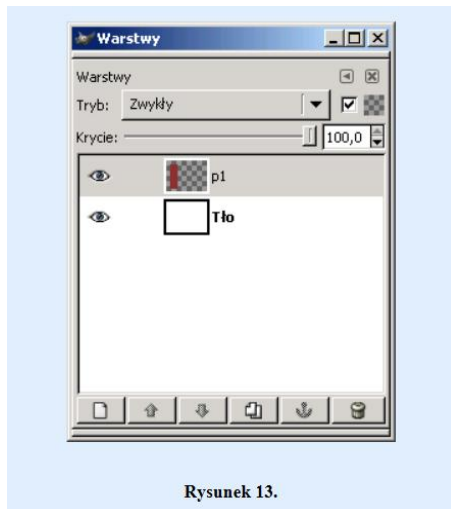 Warstwy
Warstwy
Tryb: Zwykły
Krycie: 100,0
p1
Tło
Rysunek 13.